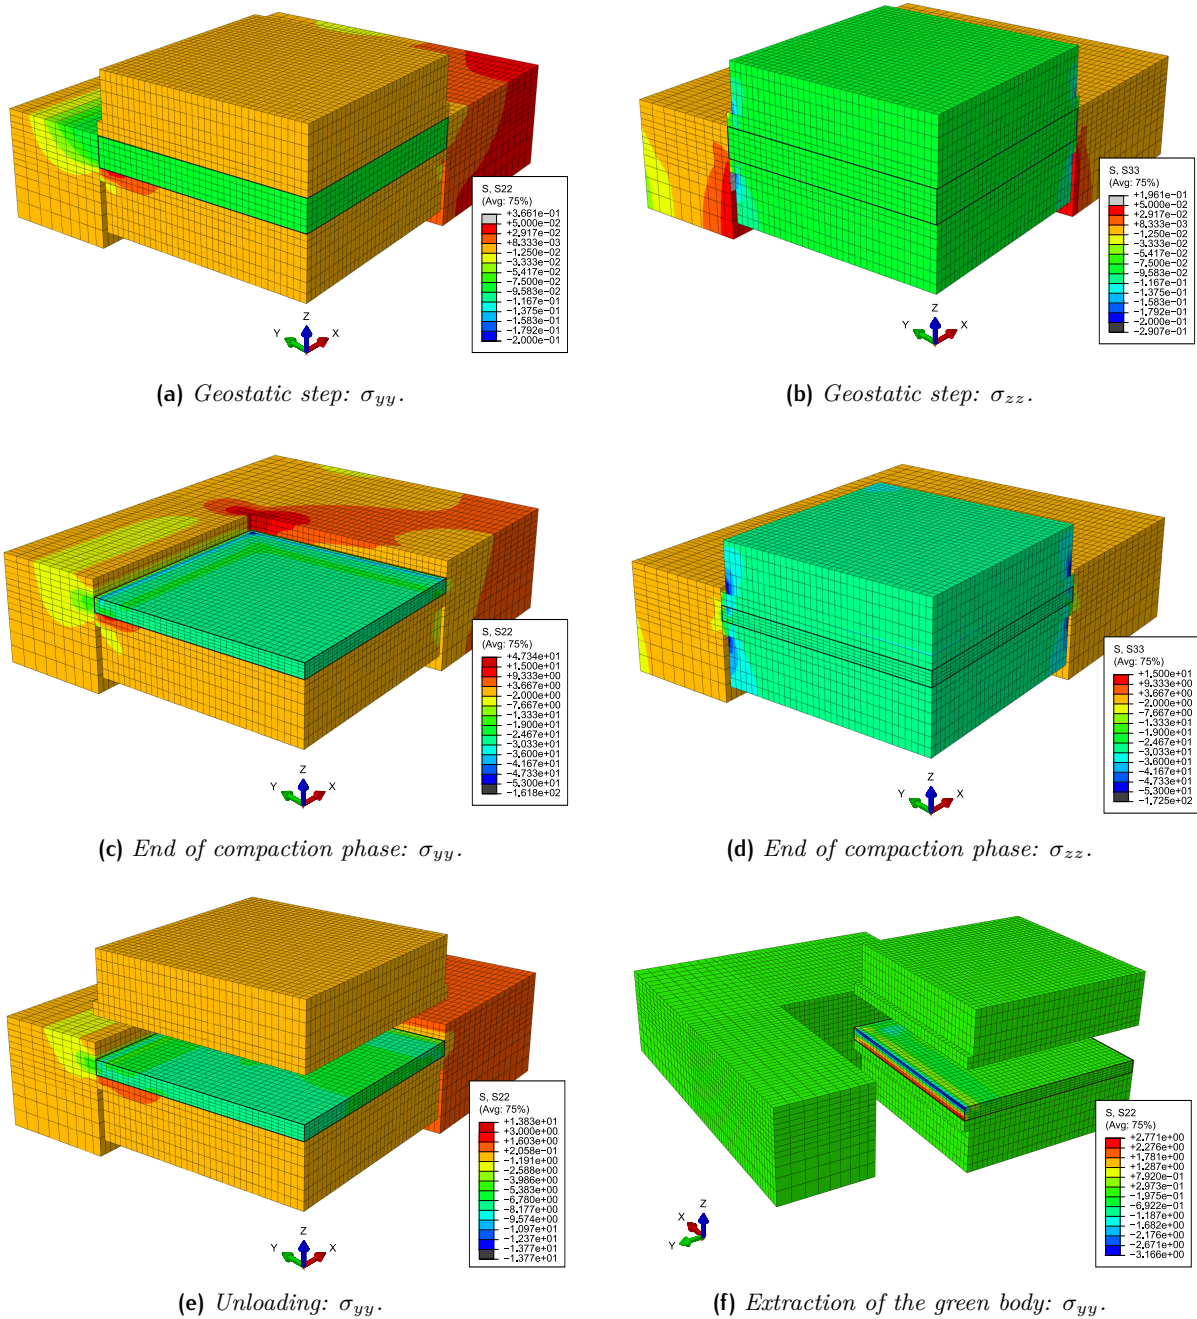 S, S22
(Avg: 75%)
+3.661e−01
+5.000e−02
+2.917e−02
+8.333e−03
−1.250e−02
−3.333e−02
−5.417e−02
−7.500e−02
−9.583e−02
−1.167e−01
−1.375e−01
−1.583e−01
−1.792e−01
−2.000e−01
Z
Y X
(a) Geostatic step: σyy.
S, S33
(Avg: 75%)
+1.961e−01
+5.000e−02
+2.917e−02
+8.333e−03
−1.250e−02
−3.333e−02
−5.417e−02
−7.500e−02
−9.583e−02
−1.167e−01
−1.375e−01
−1.583e−01
−1.792e−01
−2.000e−01
−2.907e−01
Z
Y X
(b) Geostatic step: σzz.
S, S22
(Avg: 75%)
+4.734e+01
+1.500e+01
+9.333e+00
+3.667e+00
−2.000e+00
−7.667e+00
−1.333e+01
−1.900e+01
−2.467e+01
−3.033e+01
−3.600e+01
−4.167e+01
−4.733e+01
−5.300e+01
−1.618e+02
Z
Y X
(c) End of compaction phase: σyy.
S, S33
(Avg: 75%)
+1.500e+01
+9.333e+00
+3.667e+00
−2.000e+00
−7.667e+00
−1.333e+01
−1.900e+01
−2.467e+01
−3.033e+01
−3.600e+01
−4.167e+01
−4.733e+01
−5.300e+01
−1.725e+02
Z
Y X
(d) End of compaction phase: σzz.
S, S22
(Avg: 75%)
+1.383e+01
+3.000e+00
+1.603e+00
+2.058e−01
−1.191e+00
−2.588e+00
−3.986e+00
−5.383e+00
−6.780e+00
−8.177e+00
−9.574e+00
−1.097e+01
−1.237e+01
−1.377e+01
−1.377e+01
Z
Y X
(e) Unloading: σyy.
S, S22
(Avg: 75%)
+2.771e+00
+2.276e+00
+1.781e+00
+1.287e+00
+7.920e−01
+2.973e−01
−1.975e−01
−6.922e−01
−1.187e+00
−1.682e+00
−2.176e+00
−2.671e+00
−3.166e+00
X Z
Y
(f) Extraction of the green body: σyy.